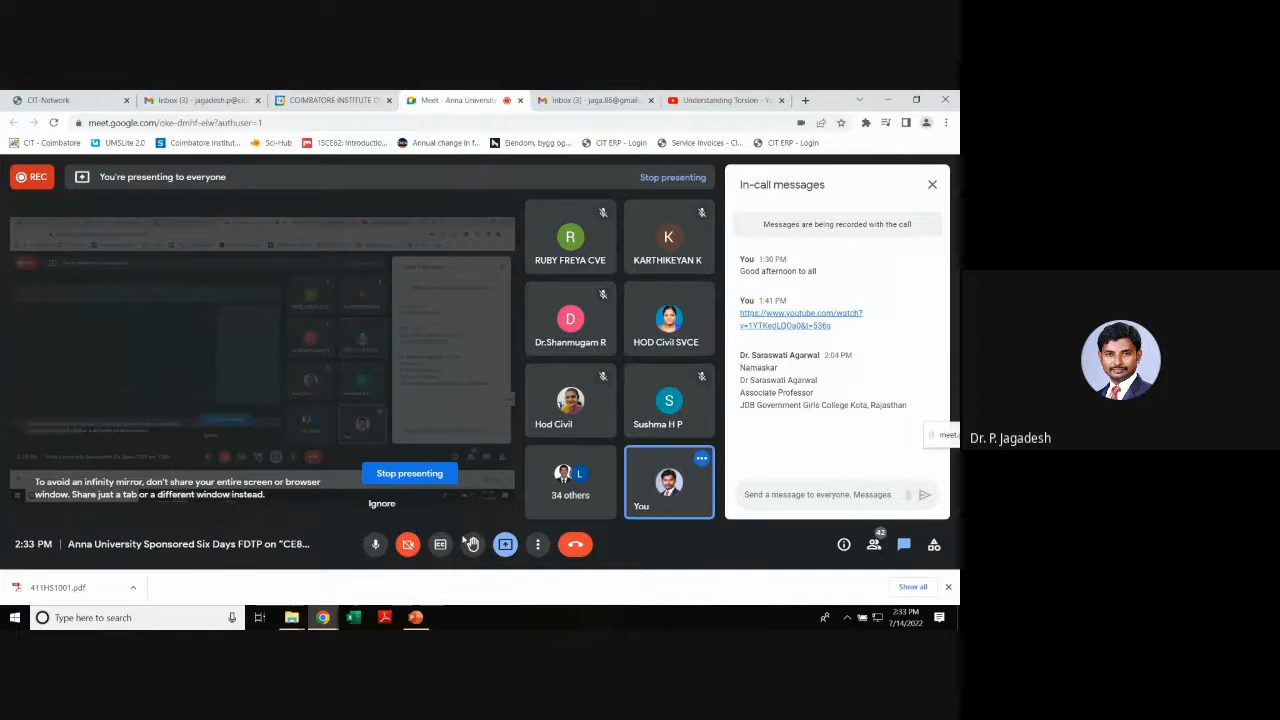 CIT-Network
Inbox (3) - jagadesh.p@cit.
COIMBATORE INSTITUTE O
Meet - Anna University
Inbox (3) - jaga.86@gmail.
Understanding Torsion - Y
meet.google.com/oke-dmhf-eiw?authuser=1
CIT - Coimbatore
UMSLite 2.0
Coimbatore Institut...
Sci-Hub
15CE62: Introductio...
Annual change in f...
Eiendom, bygg og...
CIT ERP - Login
Service Invoices - Cl...
CIT ERP - Login
REC
You're presenting to everyone
Stop presenting
RUBY FREYA CVE
KARTHIKEYAN K
Dr.Shanmugam R
HOD Civil SVCE
Hod Civil
Sushma H P
34 others
You
R
K
D
S
L
To avoid an infinity mirror, don't share your entire screen or browser
window. Share just a tab or a different window instead.
Stop presenting
Ignore
In-call messages
Messages are being recorded with the call
You 1:30 PM
Good afternoon to all
You 1:41 PM
https://www.youtube.com/watch?
v=1YTKedLQOa0&t=536s
Dr. Saraswati Agarwal 2:04 PM
Namaskar
Dr Saraswati Agarwal
Associate Professor
JDB Government Girls College Kota, Rajasthan
meet.
Send a message to everyone. Messages
2:33 PM | Anna University Sponsored Six Days FDTP on "CE8...
42
411HS1001.pdf
Show all
Type here to search
2:33 PM
7/14/2022
Dr. P. Jagadesh